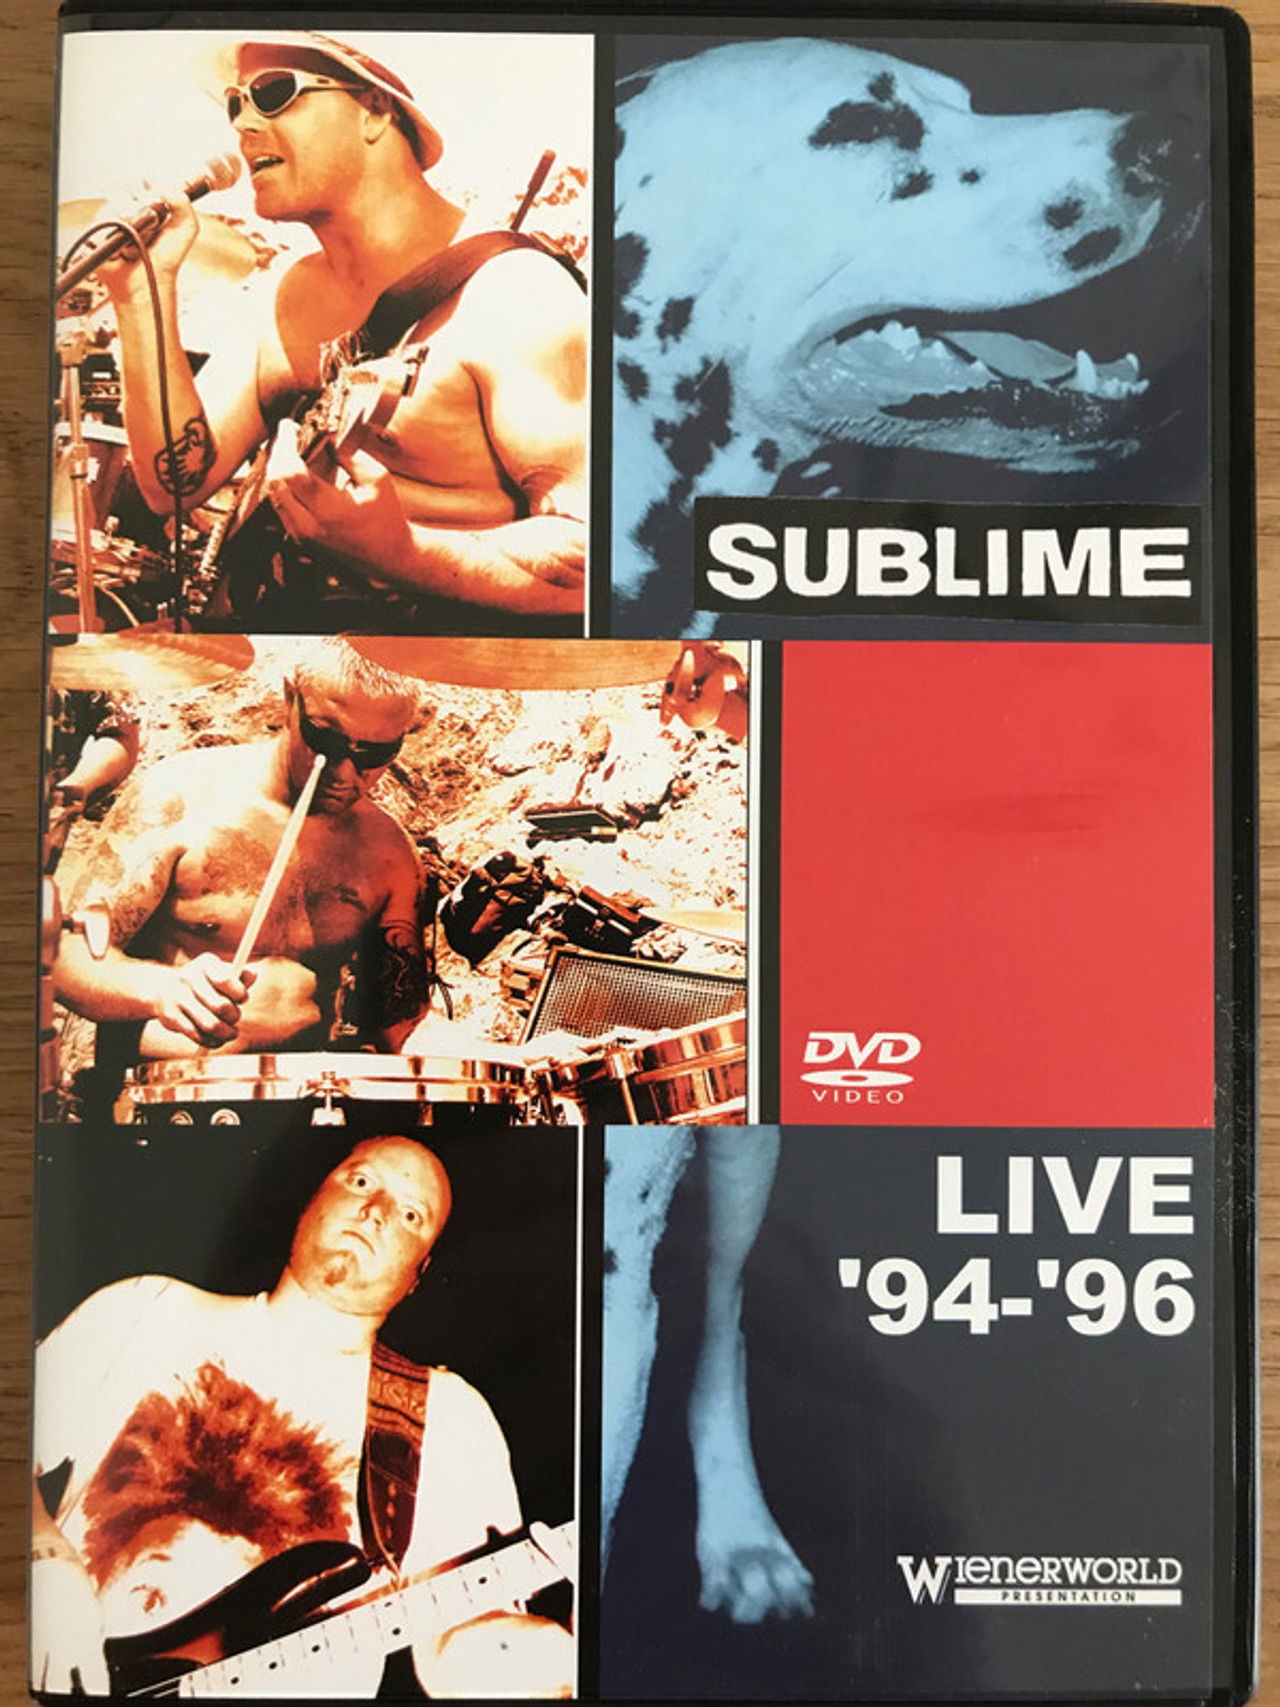 SUBLIME
DVD
VIDEO
LIVE
'94-'96
WIENERWORLD
PRESENTATION